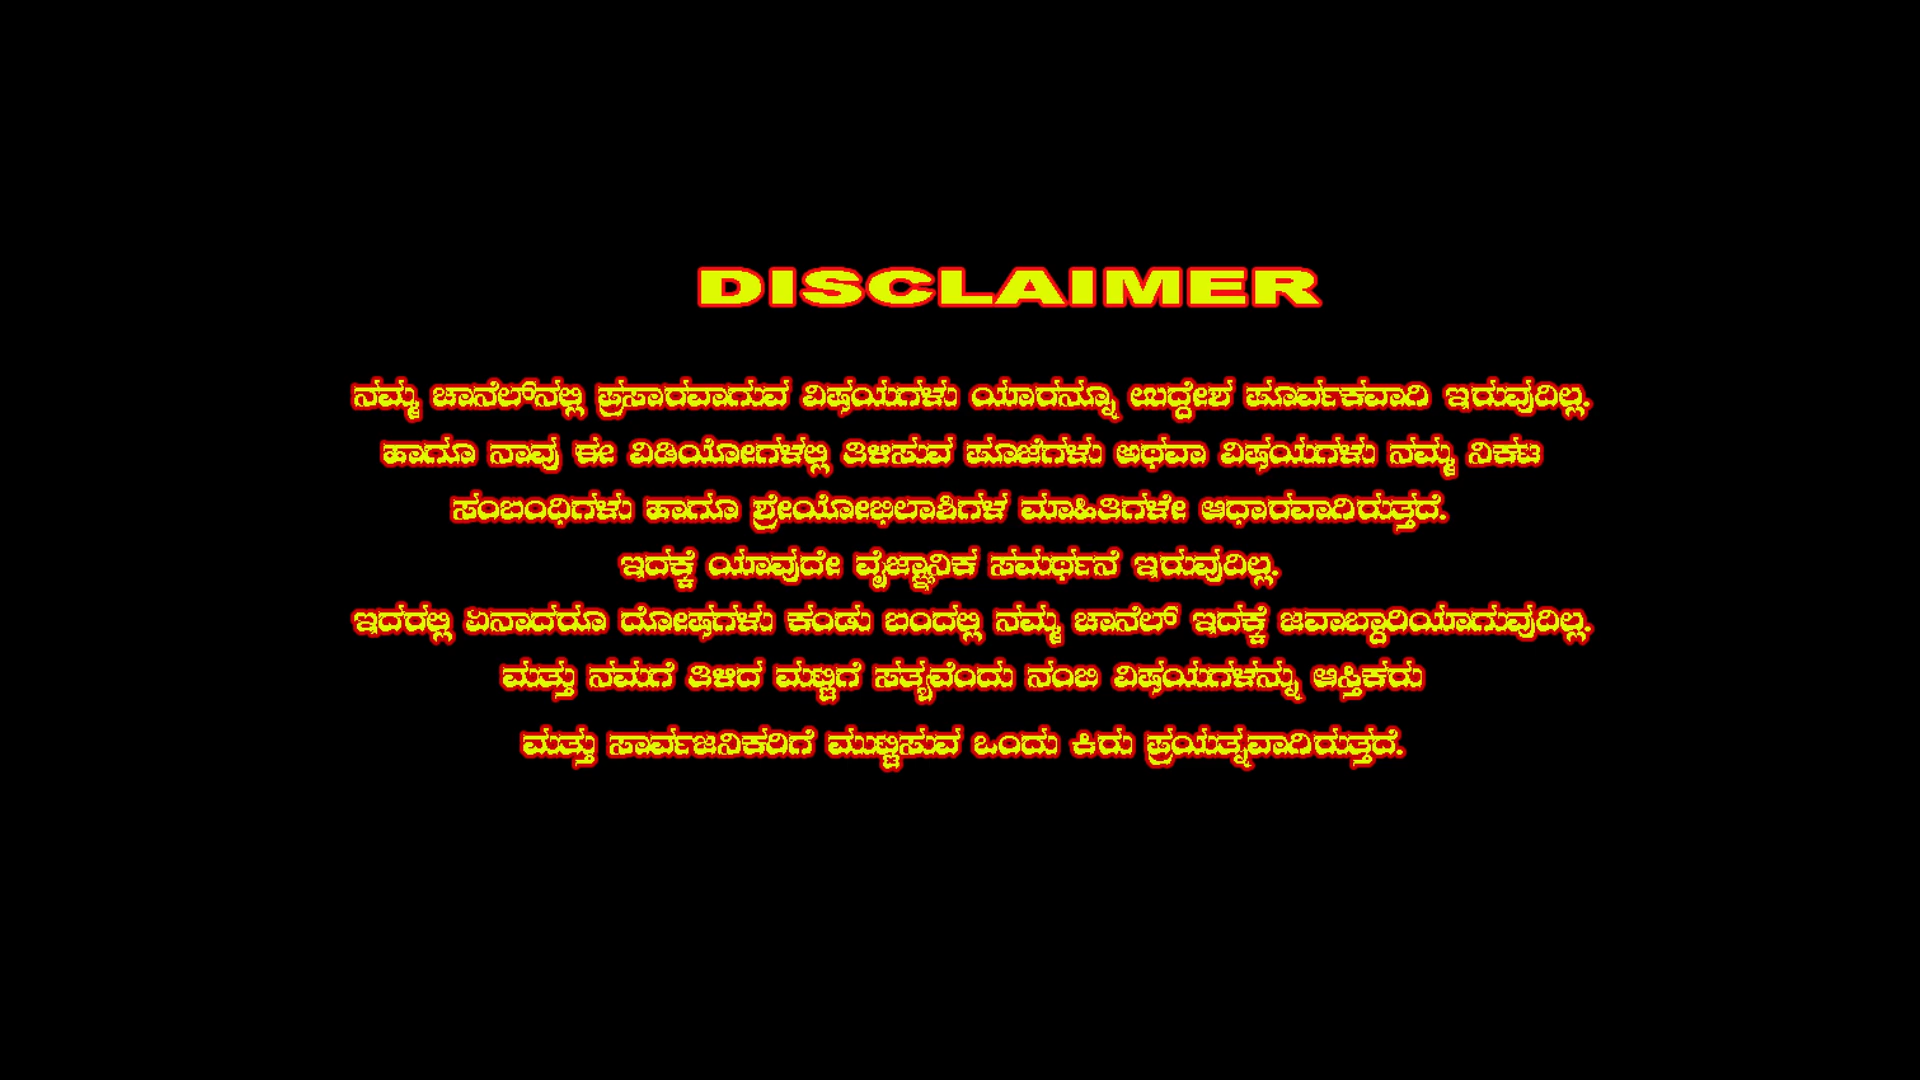 DISCLAIMER
ನಮ್ಮ ಚಾನೆಲ್‌ನಲ್ಲಿ ಪ್ರಸಾರವಾಗುವ ವಿಷಯಗಳು ಯಾರನ್ನೂ ಉದ್ದೇಶ ಪೂರ್ವಕವಾಗಿ ಇರುವುದಿಲ್ಲ.
ಹಾಗೂ ನಾವು ಈ ವಿಡಿಯೋಗಳಲ್ಲಿ ತಿಳಿಸುವ ಪೂಜೆಗಳು ಅಥವಾ ವಿಷಯಗಳು ನಮ್ಮ ನಿಕಟ
ಸಂಬಂಧಿಗಳು ಹಾಗೂ ಶ್ರೇಯೋಭಿಲಾಶಿಗಳ ಮಾಹಿತಿಗಳೇ ಆಧಾರವಾಗಿರುತ್ತದೆ.
ಇದಕ್ಕೆ ಯಾವುದೇ ವೈಜ್ಞಾನಿಕ ಸಮರ್ಥನೆ ಇರುವುದಿಲ್ಲ.
ಇದರಲ್ಲಿ ಏನಾದರೂ ದೋಷಗಳು ಕಂಡು ಬಂದಲ್ಲಿ ನಮ್ಮ ಚಾನೆಲ್ ಇದಕ್ಕೆ ಜವಾಬ್ದಾರಿಯಾಗುವುದಿಲ್ಲ.
ಮತ್ತು ನಮಗೆ ತಿಳಿದ ಮಟ್ಟಿಗೆ ಸತ್ಯವೆಂದು ನಂಬಿ ವಿಷಯಗಳನ್ನು ಆಸ್ತಿಕರು
ಮತ್ತು ಸಾರ್ವಜನಿಕರಿಗೆ ಮುಟ್ಟಿಸುವ ಒಂದು ಕಿರು ಪ್ರಯತ್ನವಾಗಿರುತ್ತದೆ.